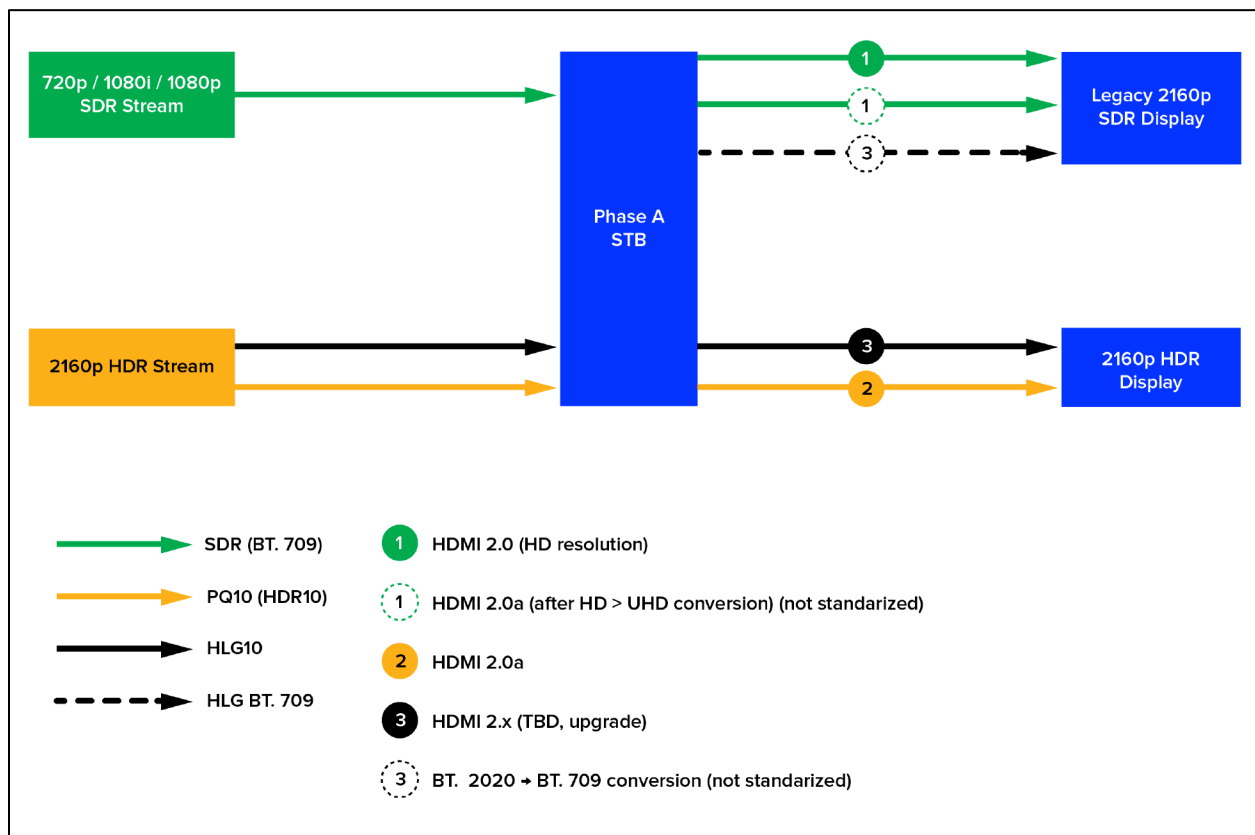 720p / 1080i / 1080p
SDR Stream
1
1
3
Legacy 2160p
SDR Display
Phase A
STB
2160p HDR Stream
3
2
2160p HDR
Display
SDR (BT. 709)
PQ10 (HDR10)
HLG10
HLG BT. 709
1 HDMI 2.0 (HD resolution)
1 HDMI 2.0a (after HD > UHD conversion) (not standarized)
2 HDMI 2.0a
3 HDMI 2.x (TBD, upgrade)
3 BT. 2020 → BT. 709 conversion (not standarized)